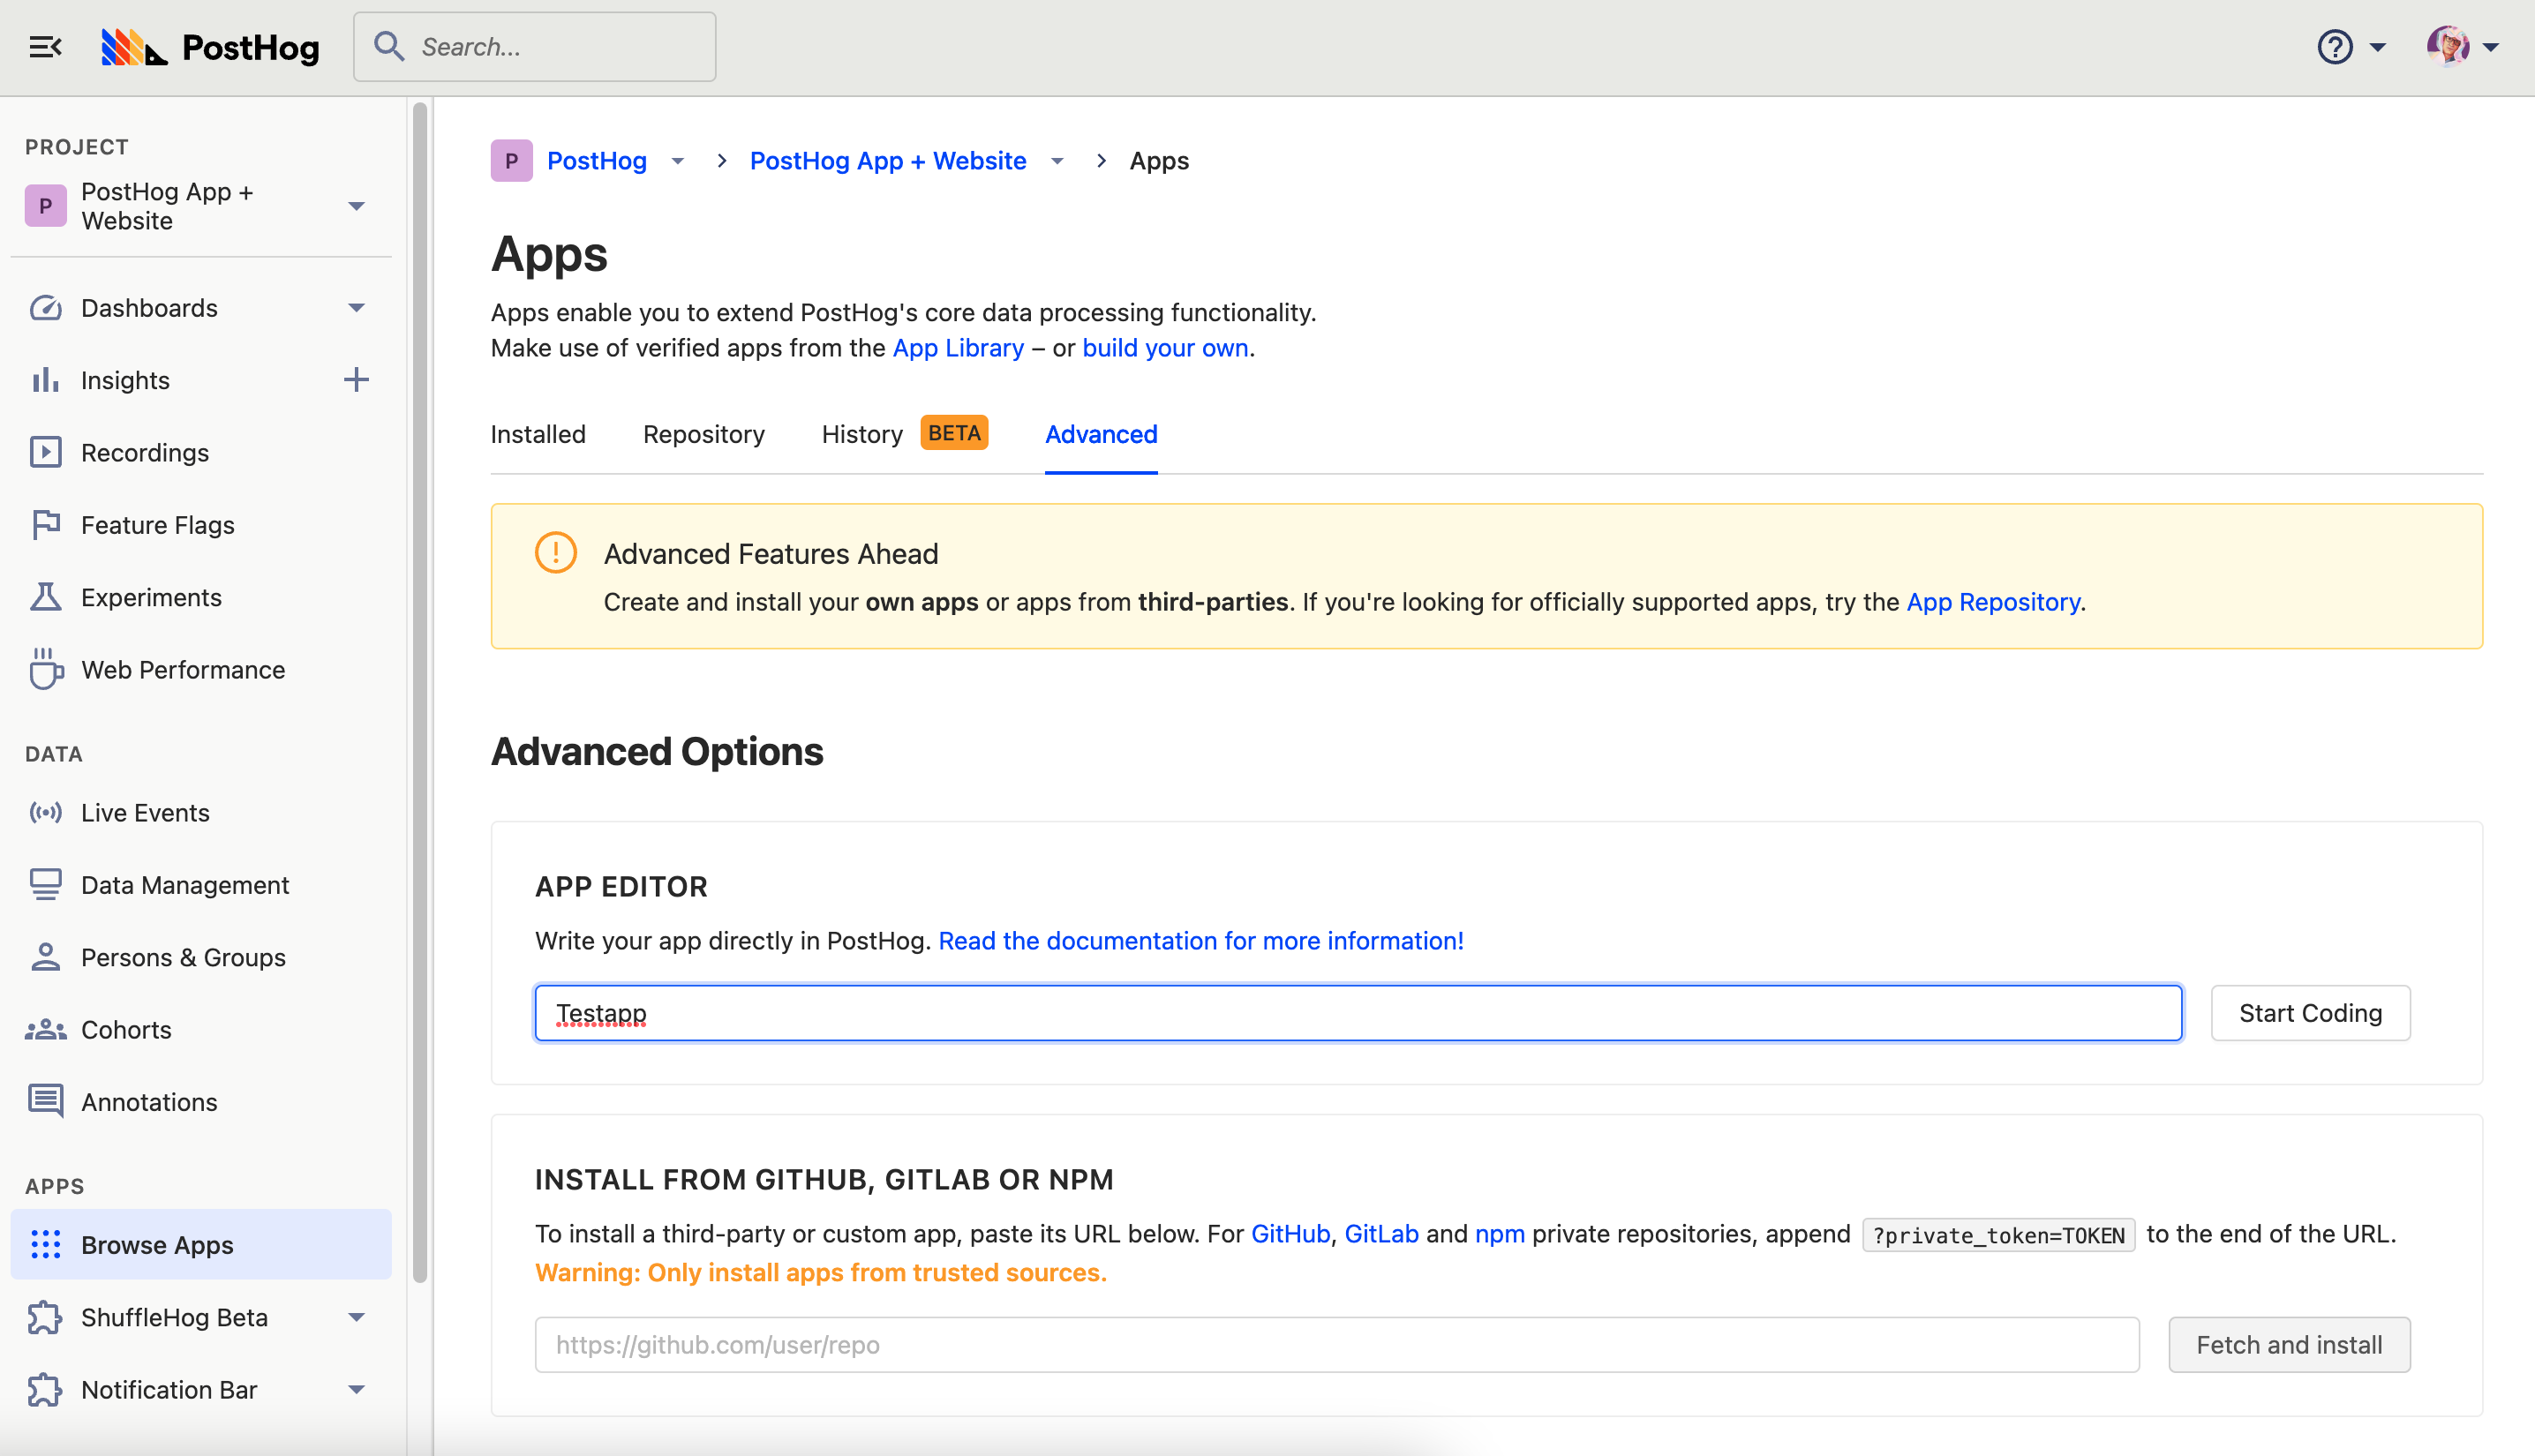 PostHog
Search...
PROJECT
P
PostHog App +
Website
Dashboards
Insights
Recordings
Feature Flags
Experiments
Web Performance
DATA
Live Events
Data Management
Persons & Groups
Cohorts
Annotations
APPS
Browse Apps
ShuffleHog Beta
Notification Bar
P PostHog > PostHog App + Website > Apps
Apps
Apps enable you to extend PostHog's core data processing functionality.
Make use of verified apps from the App Library – or build your own.
Installed Repository History BETA Advanced
Advanced Features Ahead
Create and install your own apps or apps from third-parties. If you're looking for officially supported apps, try the App Repository.
Advanced Options
APP EDITOR
Write your app directly in PostHog. Read the documentation for more information!
Testapp
Start Coding
INSTALL FROM GITHUB, GITLAB OR NPM
To install a third-party or custom app, paste its URL below. For GitHub, GitLab and npm private repositories, append ?private_token=TOKEN to the end of the URL.
Warning: Only install apps from trusted sources.
https://github.com/user/repo
Fetch and install